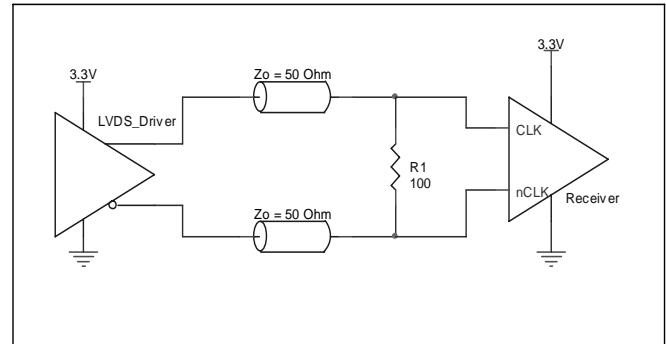 3.3V
LVDS_Driver
Zo = 50 Ohm
Zo = 50 Ohm
R1
100
3.3V
CLK
nCLK
Receiver